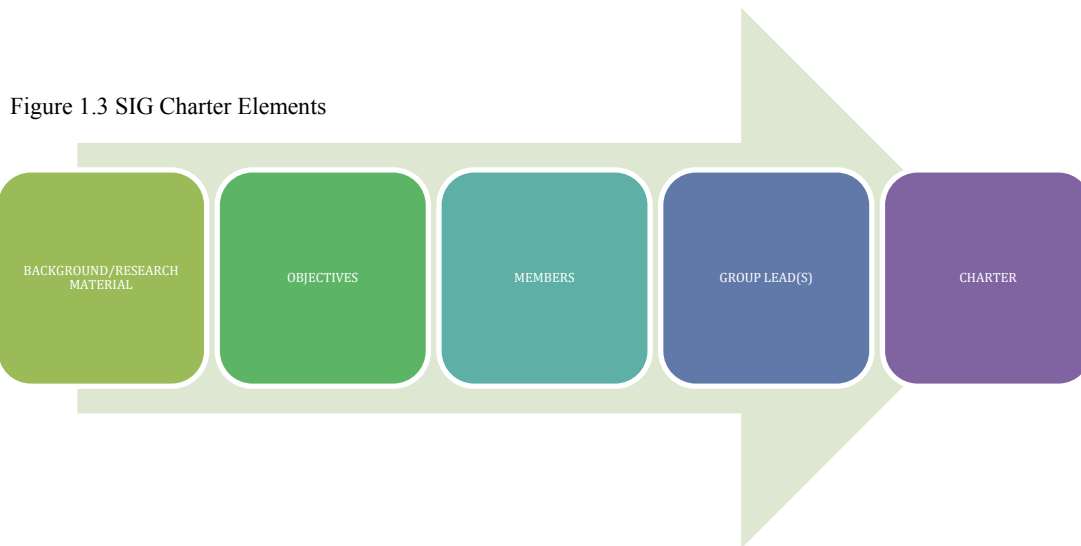 Figure 1.3 SIG Charter Elements
BACKGROUND/RESEARCH
MATERIAL
OBJECTIVES
MEMBERS
GROUP LEAD(S)
CHARTER